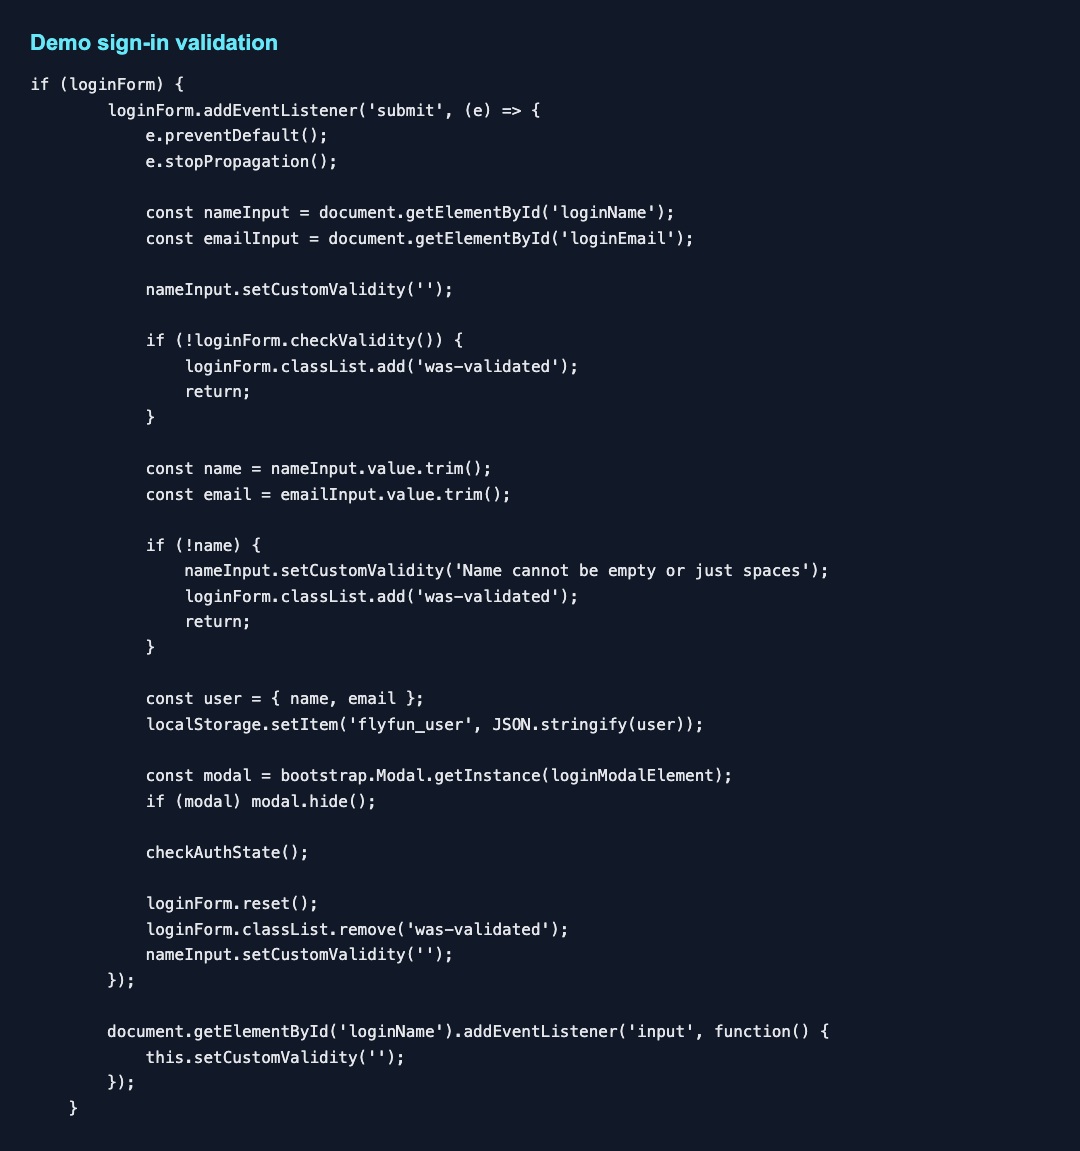 Demo sign-in validation
if (loginForm) {
loginForm.addEventListener('submit', (e) => {
e.preventDefault();
e.stopPropagation();
const nameInput = document.getElementById('loginName');
const emailInput = document.getElementById('loginEmail');
nameInput.setCustomValidity('');
if (!loginForm.checkValidity()) {
loginForm.classList.add('was-validated');
return;
}
const name = nameInput.value.trim();
const email = emailInput.value.trim();
if (!name) {
nameInput.setCustomValidity('Name cannot be empty or just spaces');
loginForm.classList.add('was-validated');
return;
}
const user = { name, email };
localStorage.setItem('flyfun_user', JSON.stringify(user));
const modal = bootstrap.Modal.getInstance(loginModalElement);
if (modal) modal.hide();
checkAuthState();
loginForm.reset();
loginForm.classList.remove('was-validated');
nameInput.setCustomValidity('');
});
document.getElementById('loginName').addEventListener('input', function() {
this.setCustomValidity('');
});
}